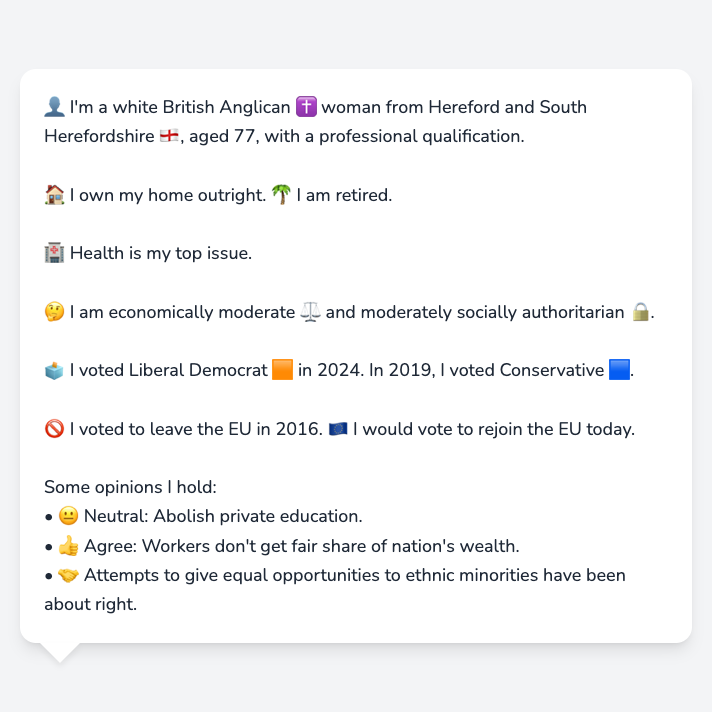 👤 I'm a white British Anglican ✝️ woman from Hereford and South
Herefordshire 🏴󠁧󠁢󠁥󠁮󠁧󠁿, aged 77, with a professional qualification.
🏠 I own my home outright. 🌴 I am retired.
🏥 Health is my top issue.
🤔 I am economically moderate ⚖️ and moderately socially authoritarian 🔒.
🗳️ I voted Liberal Democrat 🟧 in 2024. In 2019, I voted Conservative 🟦.
🚫 I voted to leave the EU in 2016. 🇪🇺 I would vote to rejoin the EU today.
Some opinions I hold:
• 😐 Neutral: Abolish private education.
• 👍 Agree: Workers don't get fair share of nation's wealth.
• 🤝 Attempts to give equal opportunities to ethnic minorities have been
about right.